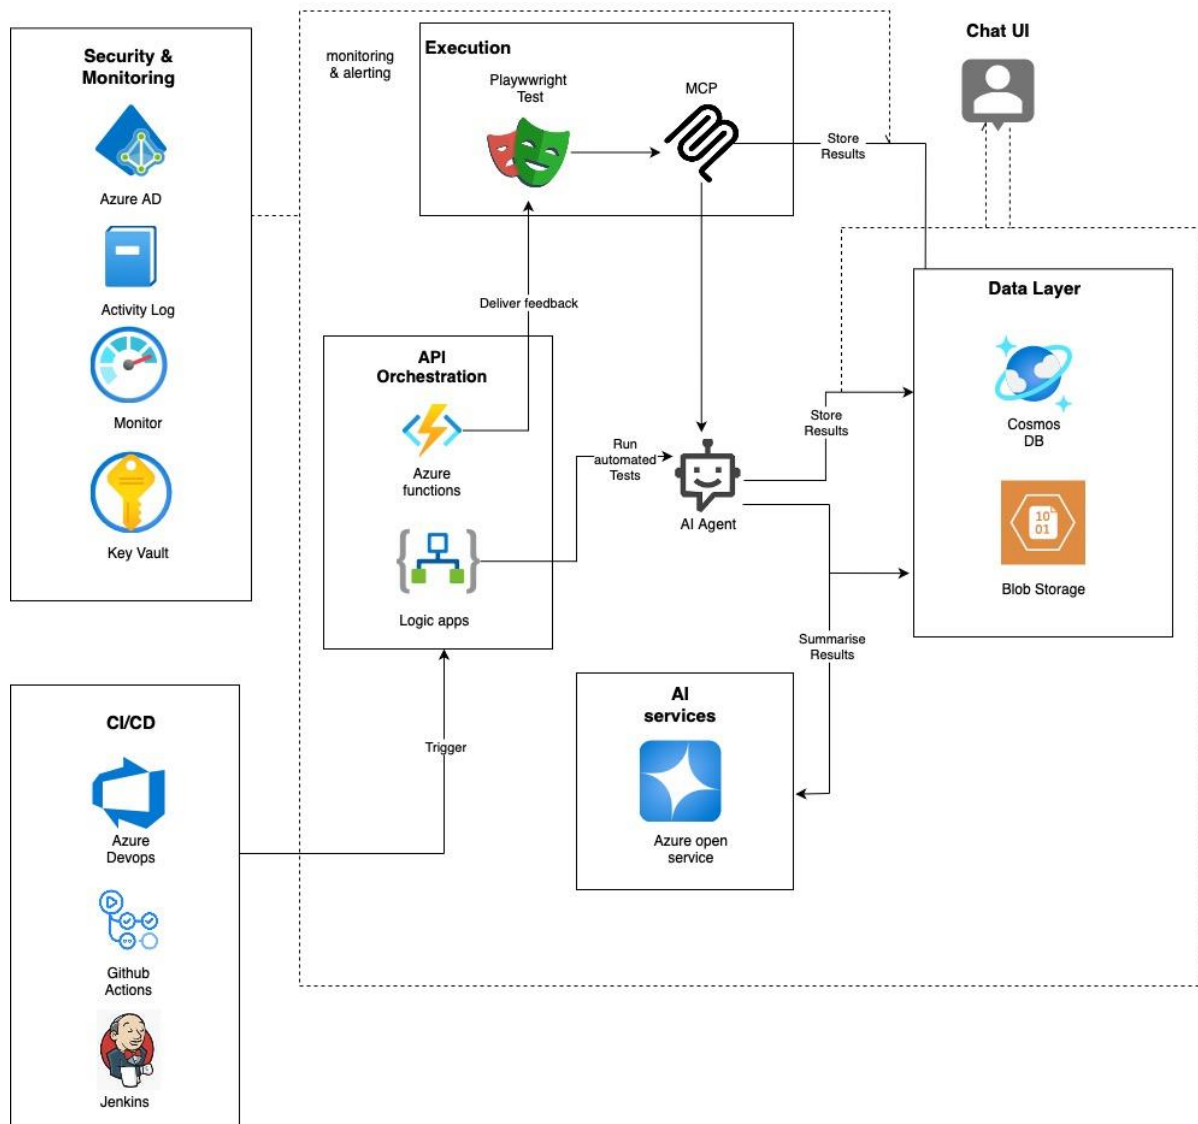 Security &
Monitoring
Azure AD
Activity Log
Monitor
Key Vault
monitoring
& alerting
Execution
Playwwright
Test
MCP
Store
Results
Chat UI
Deliver feedback
API
Orchestration
Azure
functions
Logic apps
Run
automated
Tests
AI Agent
Store
Results
Summarise
Results
Data Layer
Cosmos
DB
10
01
Blob Storage
AI
services
Azure open
service
Trigger
CI/CD
Azure
Devops
Github
Actions
Jenkins